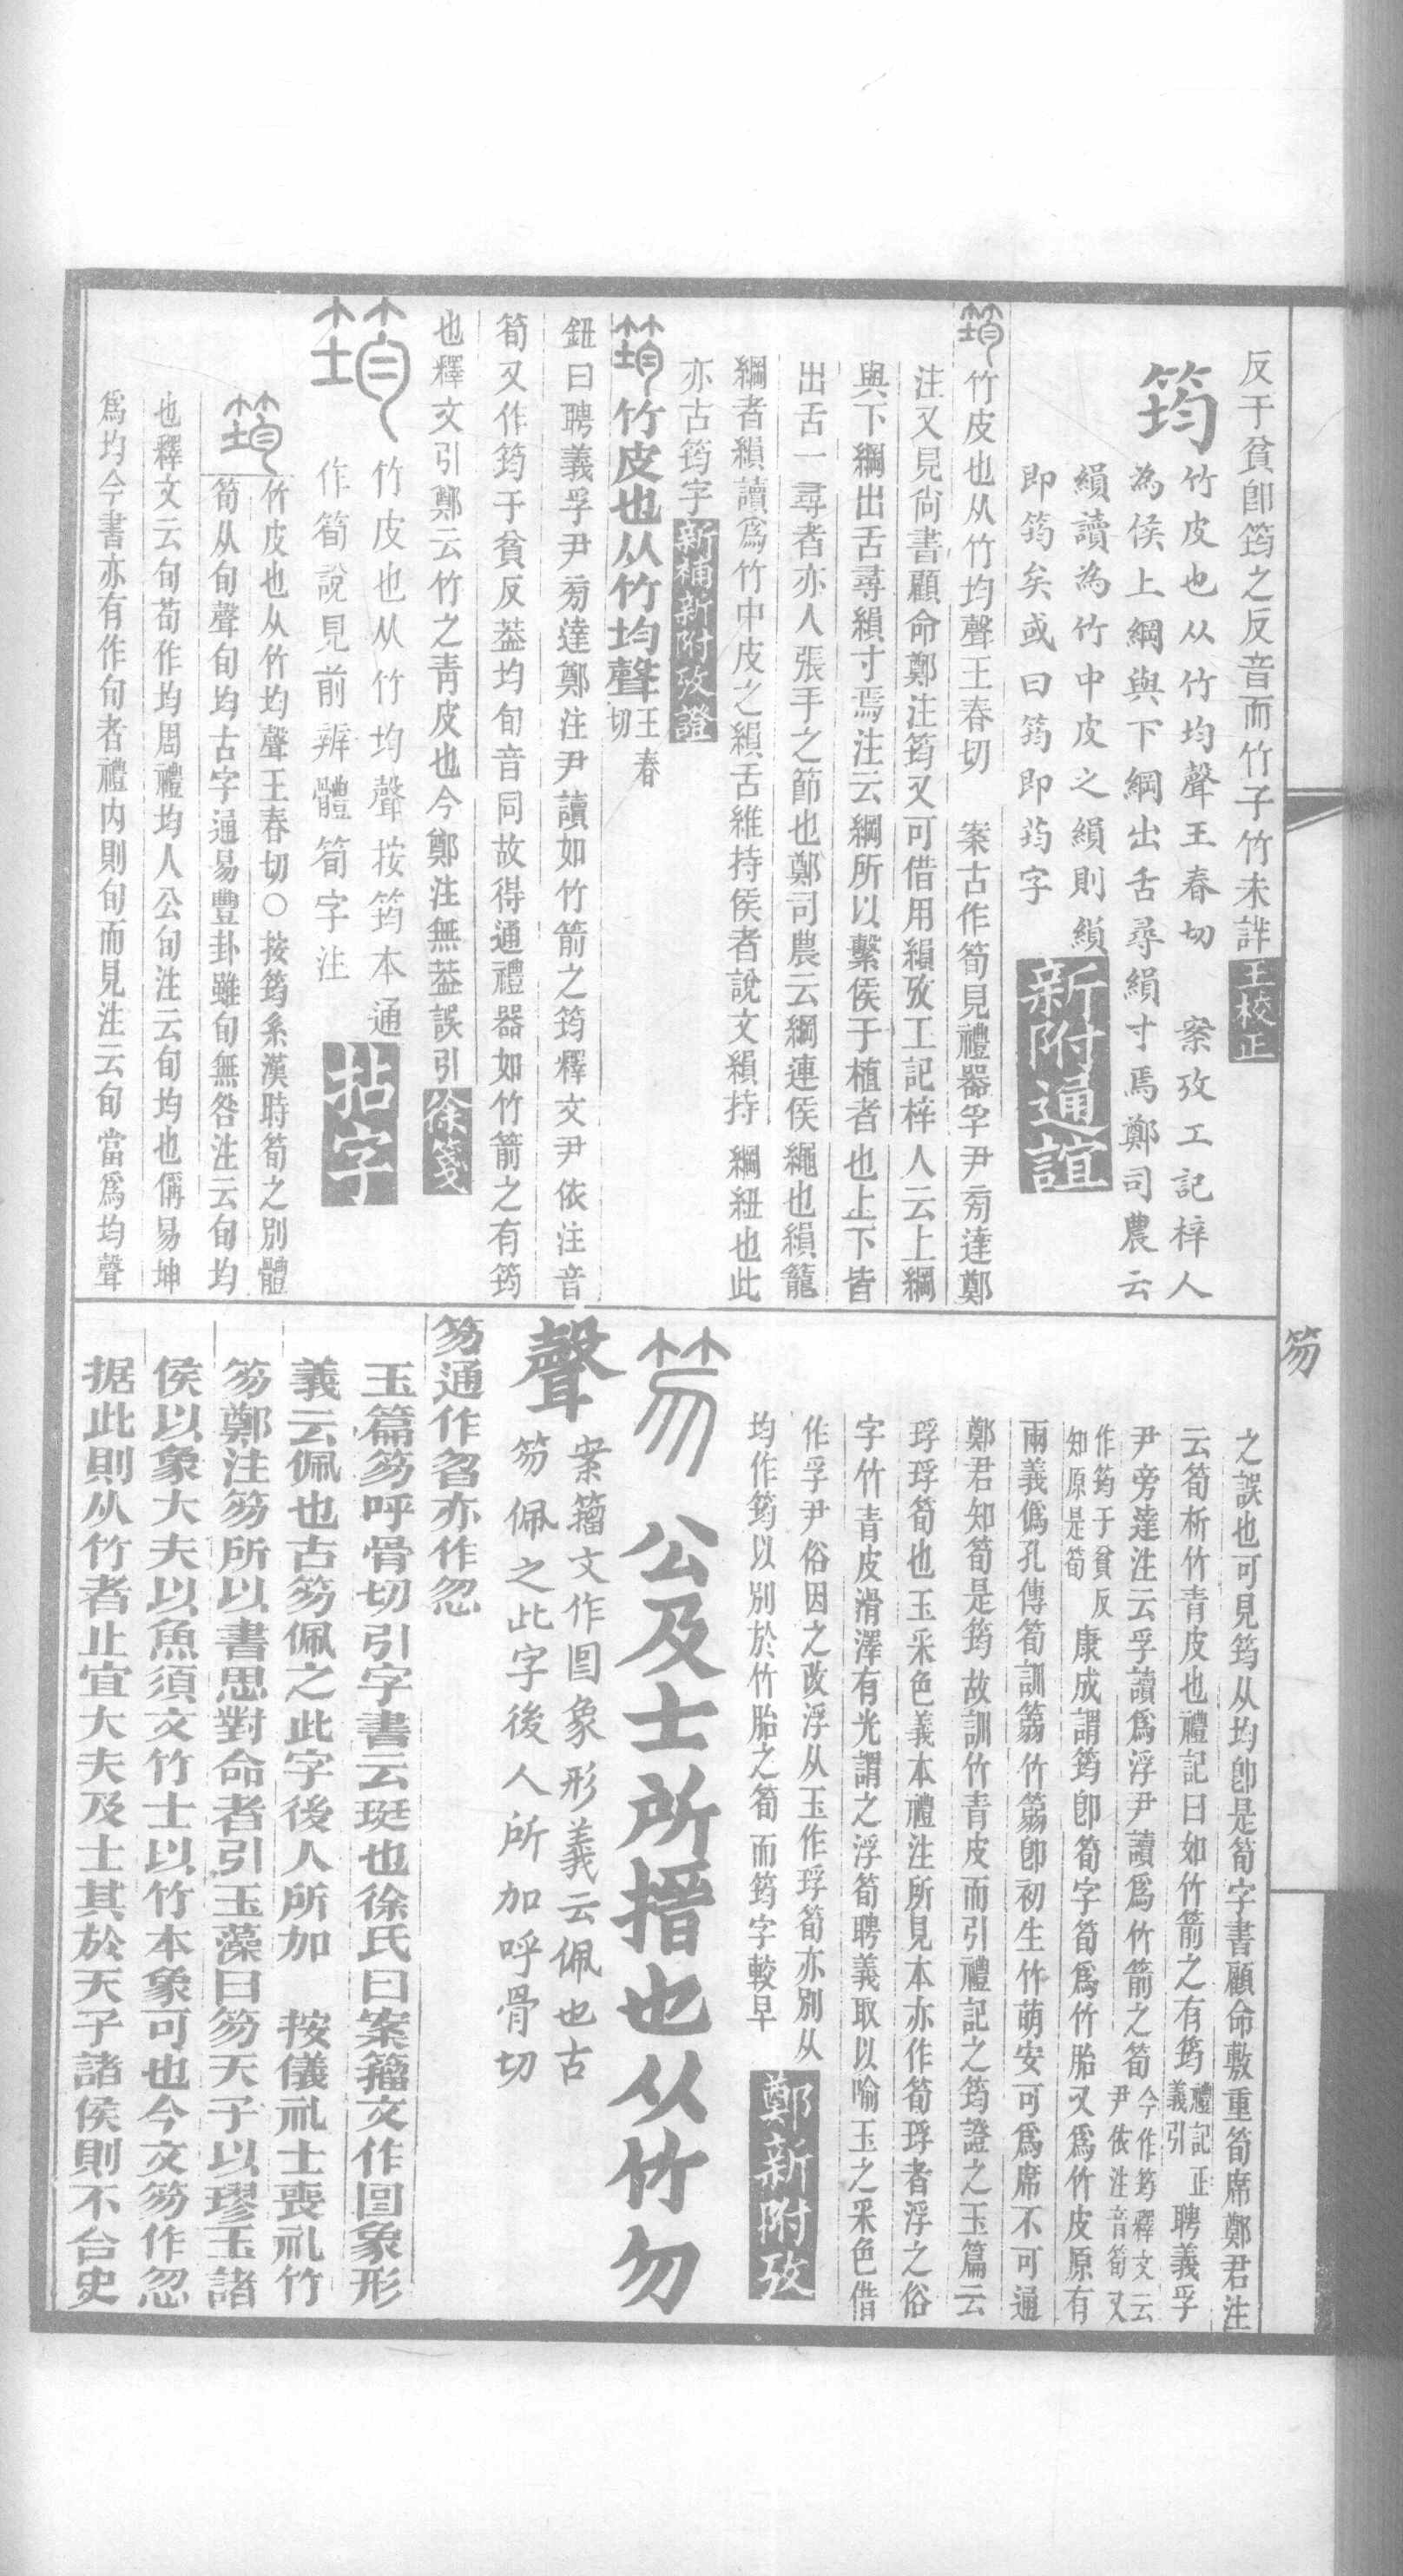 反于貧卽筠之反音而竹子竹未詳王校正
筠
竹皮也从竹均聲王春切　案攷工記梓人
為侯上綱與下綱出舌尋縜寸焉鄭司農云
縜讀為竹中皮之縜則縜
即筠矣或曰筠即筠字
新附通誼
筠竹皮也从竹均聲王春切　案古作筍見禮器孚尹㫄達鄭
注又見尙書顧命鄭注筠又可借用縜攷工記梓人云上綱
與下綱出舌尋縜寸焉注云綱所以繫侯于植者也上下皆
出舌一尋者亦人張手之節也鄭司農云綱連侯繩也縜籠
綱者縜讀爲竹中皮之縜舌維持侯者說文縜持綱紐也此
亦古筠字新補新附攷證
筠竹皮也从竹均聲王春切
鈕曰聘義孚尹㫄達鄭注尹讀如竹箭之筠釋文尹依注音
筍又作筠于貧反葢均旬音同故得通禮器如竹箭之有筠
也釋文引鄭云竹之靑皮也今鄭注無葢誤引徐箋
筠
竹皮也从竹均聲按筠本通
作筍說見前辨體筍字注
拈字
筠
竹皮也从竹均聲王春切○按筠系漢時筍之別體
筍从旬聲旬均古字通易豐卦雖旬無咎注云旬均
也釋文云旬荀作均周禮均人公旬注云旬均也偁易坤
爲均今書亦有作旬者禮內則旬而見注云旬當爲均聲
笏
之誤也可見筠从均卽是筍字書顧命敷重筍席鄭君注
云筍析竹青皮也禮記曰如竹箭之有筠禮記正義引聘義孚
尹旁達注云孚讀爲浮尹讀爲竹箭之筍今作筠釋文云尹依注音筍又
作筠于貧反知原是筍康成謂筠卽筍字筍爲竹胎又爲竹皮原有
兩義僞孔傳筍訓蒻竹蒻卽初生竹萌安可爲席不可通
鄭君知筍是筠故訓竹青皮而引禮記之筠證之玉篇云
琈琈筍也玉采色義本禮注所見本亦作筍琈者浮之俗
字竹青皮滑澤有光謂之浮筍聘義取以喻玉之采色借
作孚尹俗因之改浮从玉作琈筍亦別从
均作筠以別於竹胎之筍而筠字較早
鄭新附攷
笏公及士所搢也从竹勿
聲
案籒文作𡇍象形義云佩也古
笏佩之此字後人所加呼骨切
笏通作曶亦作忽
玉篇笏呼骨切引字書云珽也徐氏曰案籒文作𡇍象形
義云佩也古笏佩之此字後人所加　按儀礼士喪礼竹
笏鄭注笏所以書思對命者引玉藻曰笏天子以璆玉諸
侯以象大夫以魚須文竹士以竹本象可也今文笏作忽
据此則从竹者止宜大夫及士其於天子諸侯則不合史